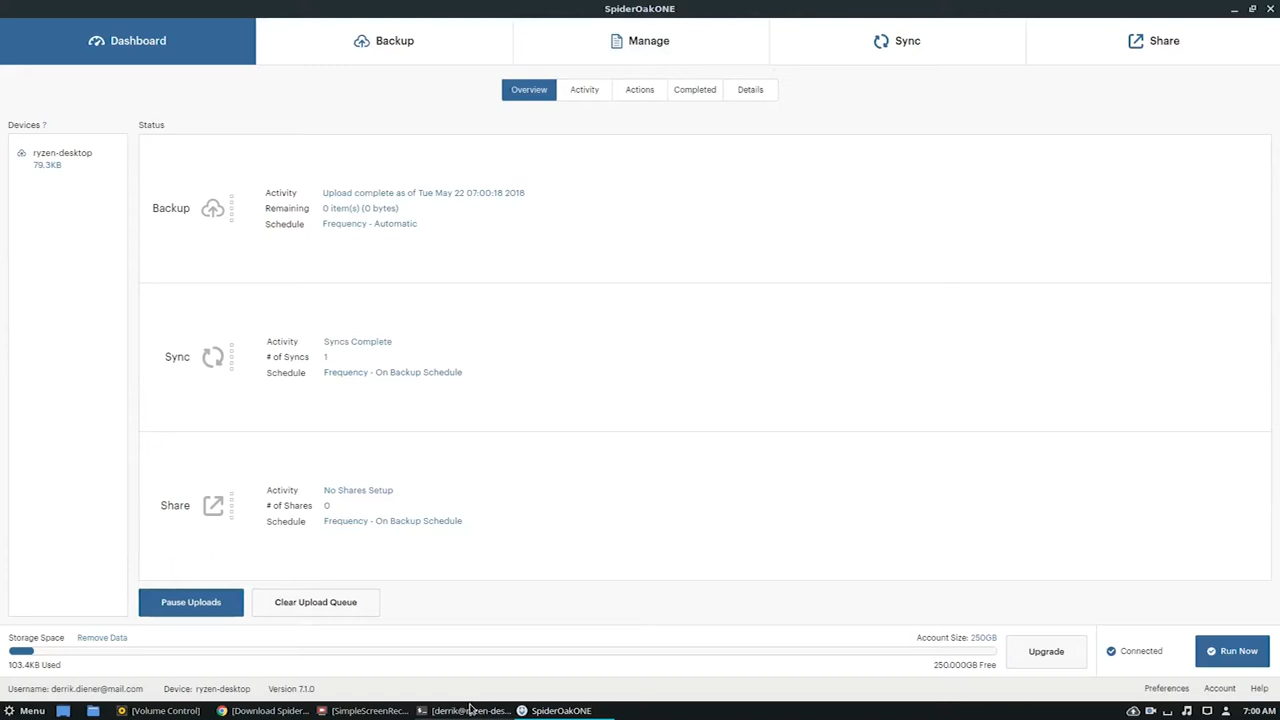 SpiderOakONE
Dashboard
Backup
Manage
Sync
Share
Overview
Activity
Actions
Completed
Details
Devices ?
Status
ryzen-desktop
79.3KB
Backup
Activity Upload complete as of Tue May 22 07:00:18 2018
Remaining 0 item(s) (0 bytes)
Schedule Frequency - Automatic
Sync
Activity Syncs Complete
# of Syncs 1
Schedule Frequency - On Backup Schedule
Share
Activity No Shares Setup
# of Shares 0
Schedule Frequency - On Backup Schedule
Pause Uploads
Clear Upload Queue
Storage Space Remove Data
Account Size: 250GB
103.4KB Used
250.000GB Free
Upgrade
Connected
Run Now
Username: derrik.diener@mail.com Device: ryzen-desktop Version 7.1.0
Preferences Account Help
Menu
[Volume Control]
[Download Spider...
[SimpleScreenRec...
[derrik@ryzen-des...
SpiderOakONE
7:00 AM